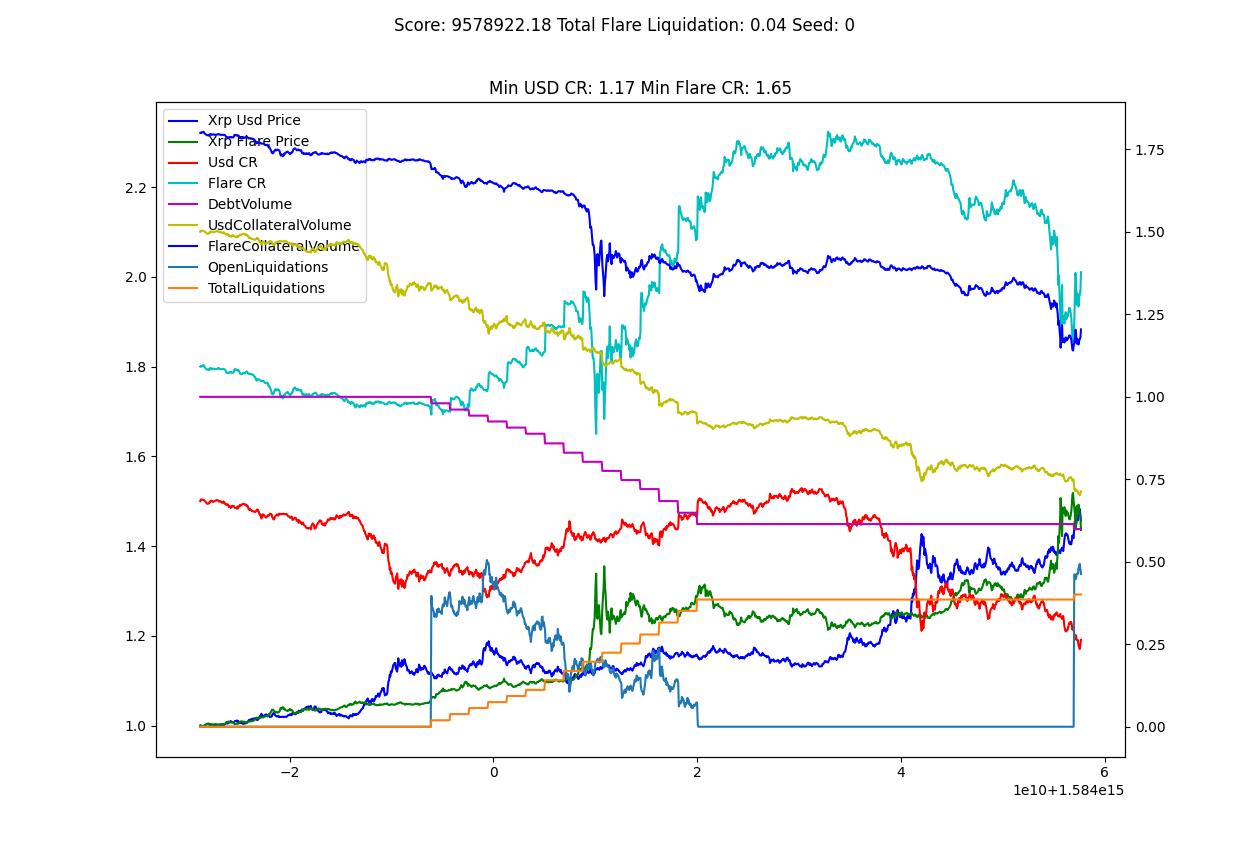 Score: 9578922.18 Total Flare Liquidation: 0.04 Seed: 0
Min USD CR: 1.17 Min Flare CR: 1.65
Xrp Usd Price
Xrp Flare Price
Usd CR
Flare CR
DebtVolume
UsdCollateralVolume
FlareCollateralVolume
OpenLiquidations
TotalLiquidations
2.2
2.0
1.8
1.6
1.4
1.2
1.0
1.75
1.50
1.25
1.00
0.75
0.50
0.25
0.00
−2 0 2 4 6
1e10+1.584e15